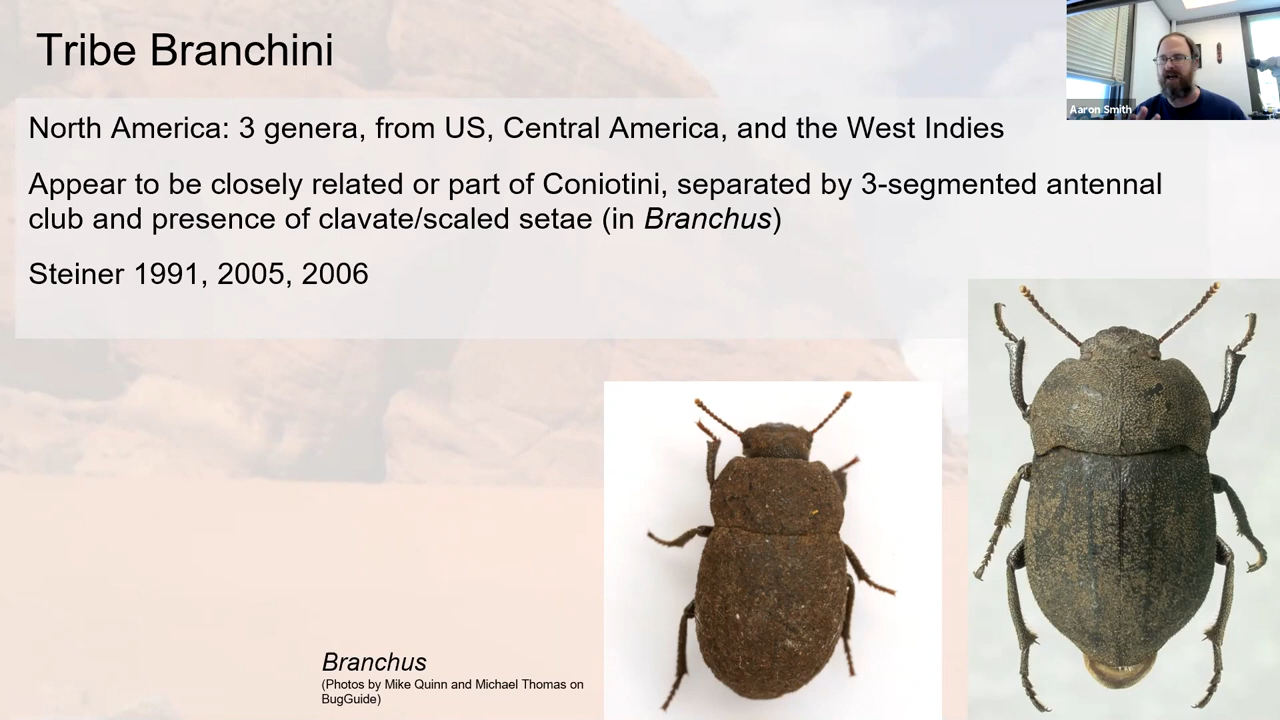 Tribe Branchini
Aaron Smith
North America: 3 genera, from US, Central America, and the West Indies
Appear to be closely related or part of Coniotini, separated by 3-segmented antennal
club and presence of clavate/scaled setae (in Branchus)
Steiner 1991, 2005, 2006
Branchus
(Photos by Mike Quinn and Michael Thomas on
BugGuide)